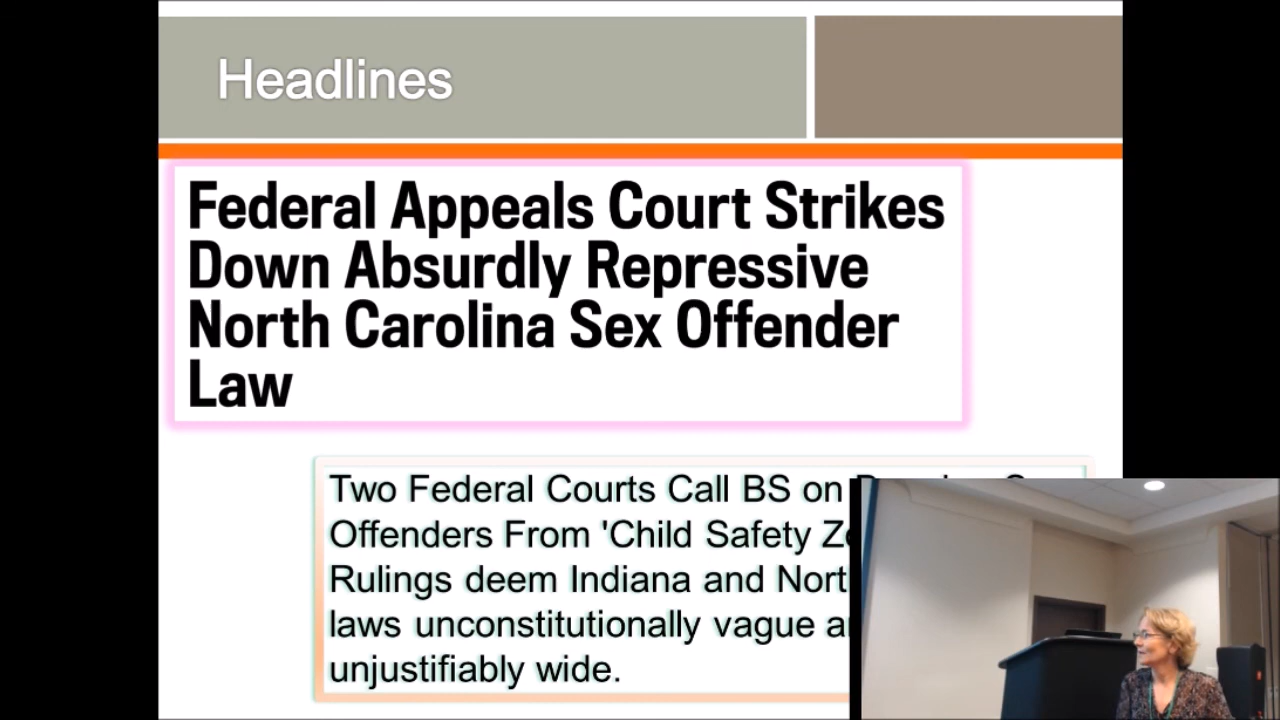 Headlines
Federal Appeals Court Strikes
Down Absurdly Repressive
North Carolina Sex Offender
Law
Two Federal Courts Call BS on
Offenders From 'Child Safety
Rulings deem Indiana and
laws unconstitutionally vague
unjustifiably wide.